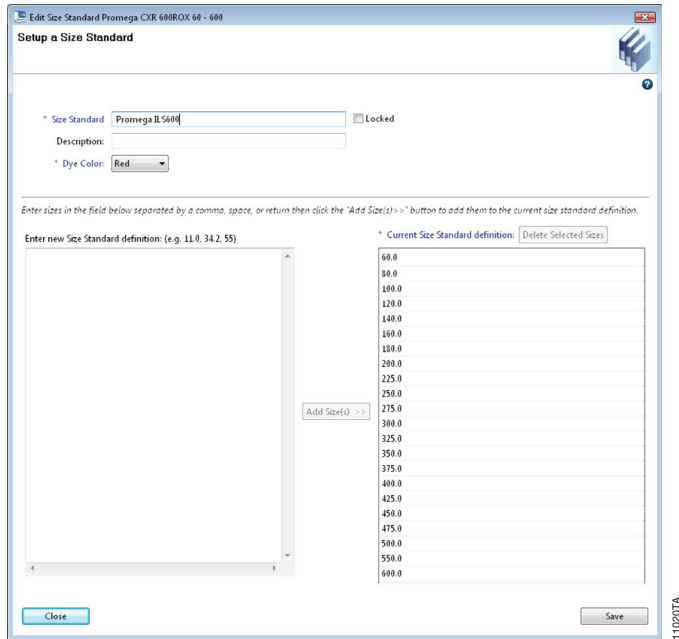 Edit Size Standard Promega CXR 600ROX 60 - 600
Setup a Size Standard
* Size Standard Promega ILS600 Locked
Description:
* Dye Color: Red
Enter sizes in the field below separated by a comma, space, or return then click the "Add Size(s)>>" button to add them to the current size standard definition.
Enter new Size Standard definition: (e.g. 11.0, 34.2, 55)
* Current Size Standard definition: Delete Selected Sizes
60.0
80.0
100.0
120.0
140.0
160.0
180.0
200.0
225.0
250.0
275.0
Add Size(s) >>
300.0
325.0
350.0
375.0
400.0
425.0
450.0
475.0
500.0
550.0
600.0
Close Save
11020TA